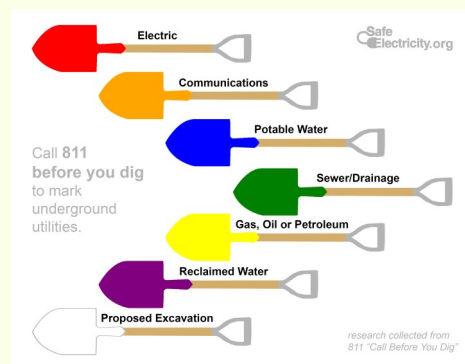 Electric
Safe
Electricity.org
Communications
Potable Water
Call 811
before you dig
to mark
underground
utilities.
Sewer/Drainage
Gas, Oil or Petroleum
Reclaimed Water
Proposed Excavation
research collected from
811 "Call Before You Dig"